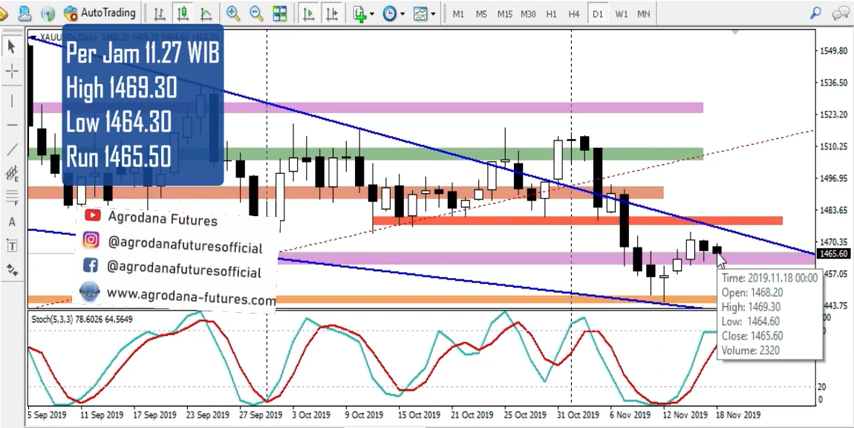 AutoTrading
M1 M5 M15 M30 H1 H4 D1 W1 MN
Per Jam 11.27 WIB
High 1469.30
Low 1464.30
Run 1465.50
Agrodana Futures
@agrodanafuturesofficial
@agrodanafuturesofficial
www.agrodana-futures.com
1549.80
1536.50
1523.20
1510.25
1496.95
1483.65
1470.35
1465.60
1457.05
1443.75
Time: 2019.11.18 00:00
Open: 1468.20
High: 1469.30
Low: 1464.60
Close: 1465.60
Volume: 2320
Stoch(5,3,3) 78.6026 64.5649
20
0
5 Sep 2019 11 Sep 2019 17 Sep 2019 23 Sep 2019 27 Sep 2019 3 Oct 2019 9 Oct 2019 15 Oct 2019 21 Oct 2019 25 Oct 2019 31 Oct 2019 6 Nov 2019 12 Nov 2019 18 Nov 2019